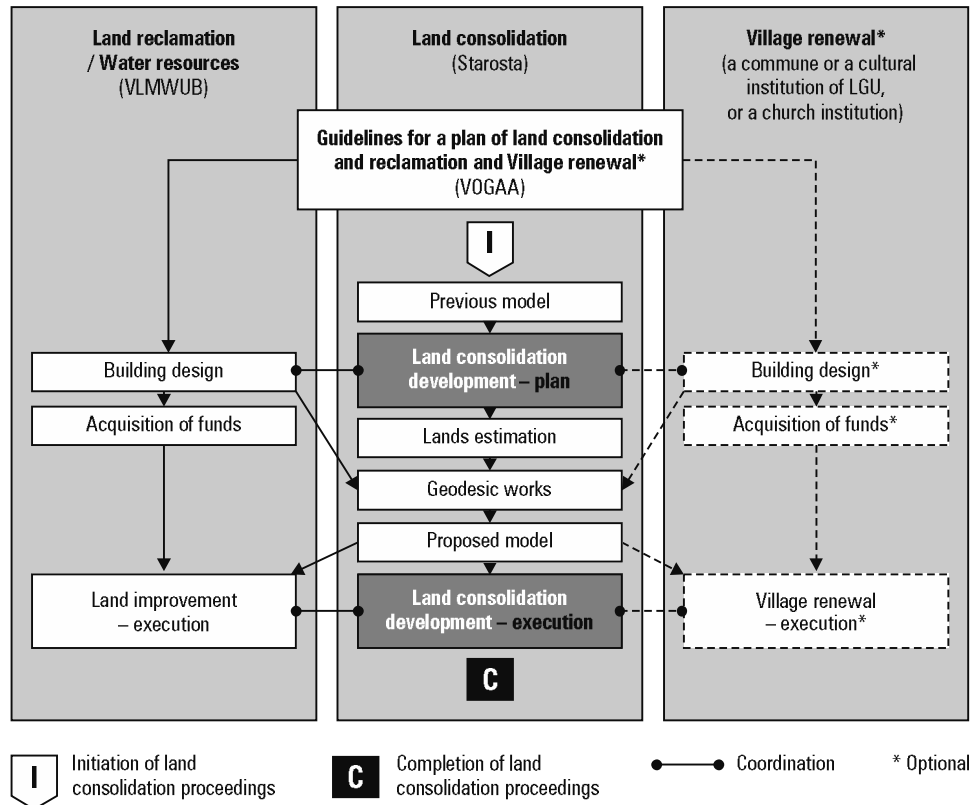 Land reclamation
/ Water resources
(VLMWUB)
Land consolidation
(Starosta)
Village renewal*
(a commune or a cultural
institution of LGU,
or a church institution)
Guidelines for a plan of land consolidation
and reclamation and Village renewal*
(VOGAA)
I
Previous model
Building design
Land consolidation
development – plan
Building design*
Acquisition of funds
Lands estimation
Acquisition of funds*
Geodesic works
Proposed model
Land improvement
– execution
Land consolidation
development – execution
Village renewal
– execution*
C
I
Initiation of land
consolidation proceedings
C
Completion of land
consolidation proceedings
Coordination
* Optional